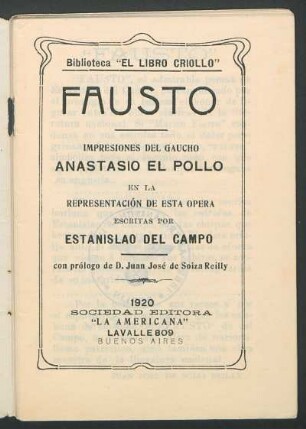 Biblioteca "EL LIBRO CRIOLLO"
FAUSTO
IMPRESIONES DEL GAUCHO
ANASTASIO EL POLLO
EN LA
REPRESENTACIÓN DE ESTA OPERA
ESCRITAS POR
ESTANISLAO DEL CAMPO
con prólogo de D. Juan José de Soiza Reilly
1920
SOCIEDAD EDITORA
"LA AMERICANA"
LAVALLE 809
BUENOS AIRES